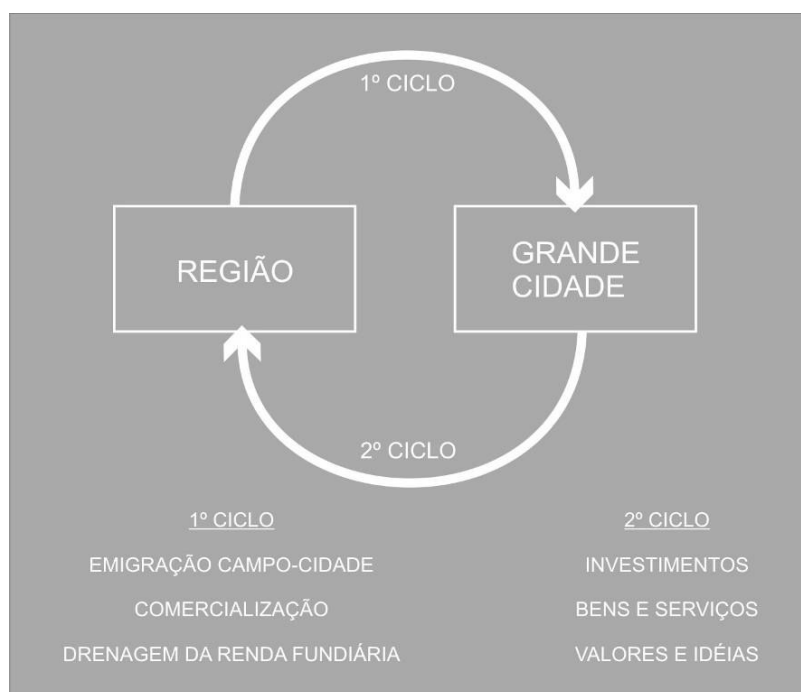 1º CICLO
REGIÃO
GRANDE
CIDADE
2º CICLO
1º CICLO
EMIGRAÇÃO CAMPO-CIDADE
COMERCIALIZAÇÃO
DRENAGEM DA RENDA FUNDIÁRIA
2º CICLO
INVESTIMENTOS
BENS E SERVIÇOS
VALORES E IDÉIAS